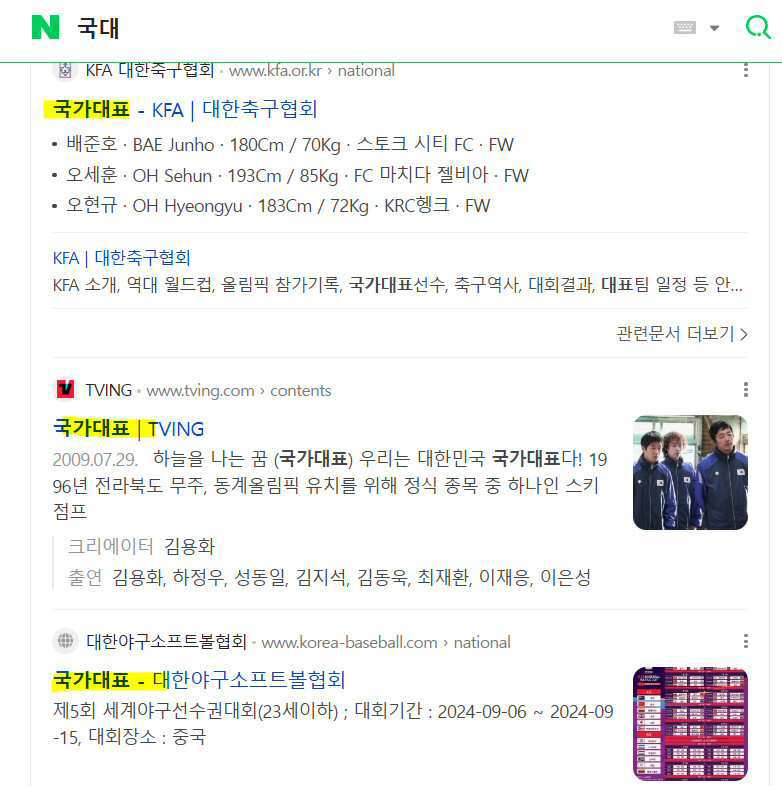 국대
KFA 대한축구협회 · www.kfa.or.kr › national
국가대표 - KFA | 대한축구협회
• 배준호 · BAE Junho · 180Cm / 70Kg · 스토크 시티 FC · FW
• 오세훈 · OH Sehun · 193Cm / 85Kg · FC 마치다 젤비아 · FW
• 오현규 · OH Hyeongyu · 183Cm / 72Kg · KRC헹크 · FW
KFA | 대한축구협회
KFA 소개, 역대 월드컵, 올림픽 참가기록, 국가대표선수, 축구역사, 대회결과, 대표팀 일정 등 안...
관련문서 더보기
TVING · www.tving.com › contents
국가대표 | TVING
2009.07.29. 하늘을 나는 꿈 (국가대표) 우리는 대한민국 국가대표다! 19
96년 전라북도 무주, 동계올림픽 유치를 위해 정식 종목 중 하나인 스키
점프
크리에이터 김용화
출연 김용화, 하정우, 성동일, 김지석, 김동욱, 최재환, 이재응, 이은성
대한야구소프트볼협회 · www.korea-baseball.com › national
국가대표 - 대한야구소프트볼협회
제5회 세계야구선수권대회(23세이하) ; 대회기간 : 2024-09-06 ~ 2024-09
-15, 대회장소 : 중국